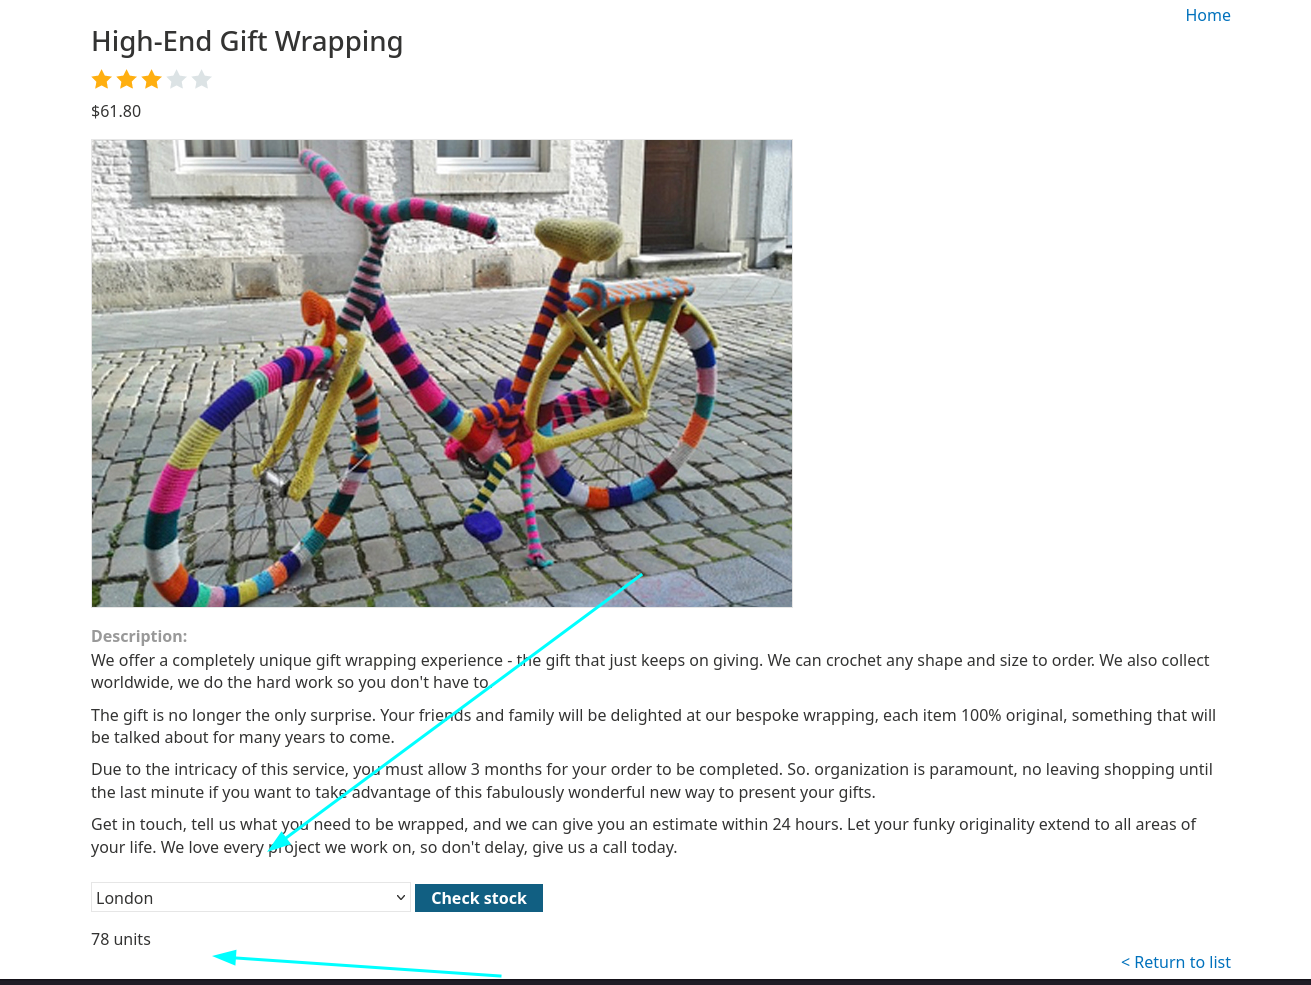 Home
High-End Gift Wrapping
$61.80
Description:
We offer a completely unique gift wrapping experience - the gift that just keeps on giving. We can crochet any shape and size to order. We also collect
worldwide, we do the hard work so you don't have to.
The gift is no longer the only surprise. Your friends and family will be delighted at our bespoke wrapping, each item 100% original, something that will
be talked about for many years to come.
Due to the intricacy of this service, you must allow 3 months for your order to be completed. So. organization is paramount, no leaving shopping until
the last minute if you want to take advantage of this fabulously wonderful new way to present your gifts.
Get in touch, tell us what you need to be wrapped, and we can give you an estimate within 24 hours. Let your funky originality extend to all areas of
your life. We love every project we work on, so don't delay, give us a call today.
London
Check stock
78 units
< Return to list